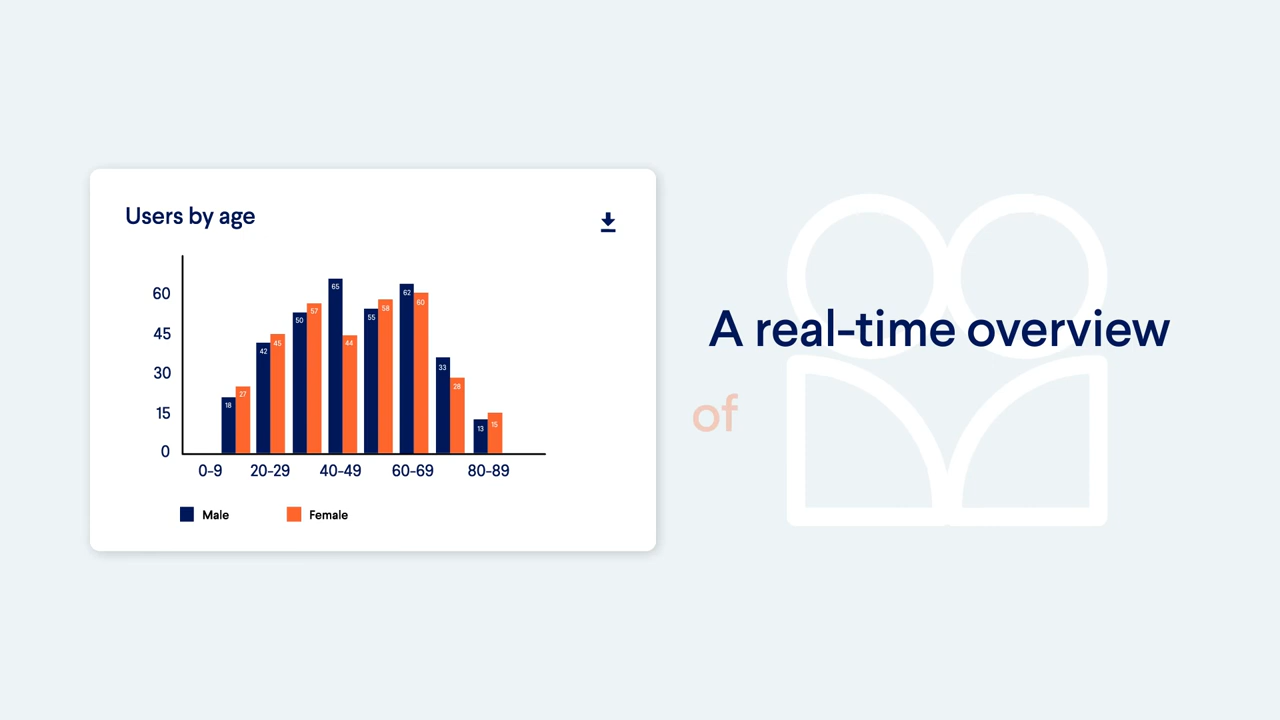 Users by age
60
45
30
15
0
18 27 42 45 50 57 65 44 55 58 62 60 33 28 13 15
0-9 20-29 40-49 60-69 80-89
Male Female
A real-time overview
of